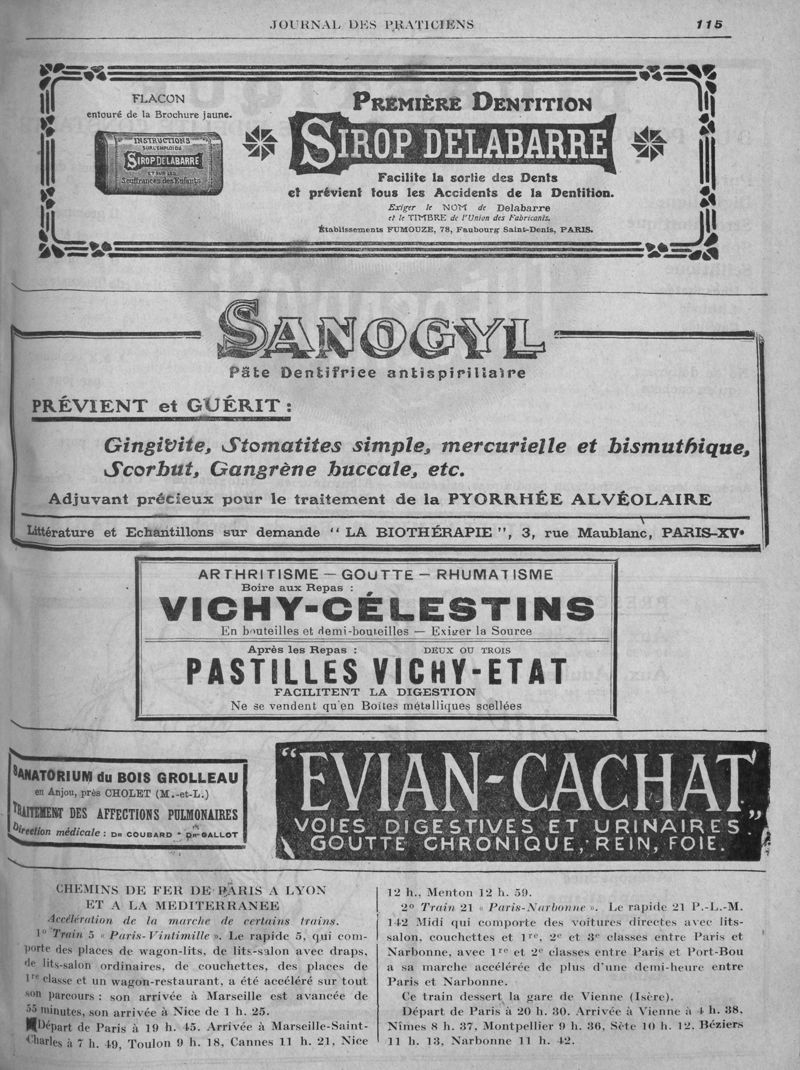 JOURNAL DES PRATICIENS 115
FLACON
entouré de la Brochure jaune.
INSTRUCTIONS
SUR L'EMPLOI DU
SIROP DELABARRE
ET SUR LES
Souffrances des Enfants
PREMIÈRE DENTITION
SIROP DELABARRE
Facilite la sortie des Dents
et prévient tous les Accidents de la Dentition.
Exiger le NOM de Delabarre
et le TIMBRE de l'Union des Fabricants.
Établissements FUMOUZE, 78, Faubourg Saint-Denis, PARIS.
SANOGYL
Pâte Dentifrice antispirillaire
PRÉVIENT et GUÉRIT :
Gingivite, Stomatites simple, mercurielle et bismuthique,
Scorbut, Gangrène buccale, etc.
Adjuvant précieux pour le traitement de la PYORRHÉE ALVÉOLAIRE
Littérature et Echantillons sur demande " LA BIOTHÉRAPIE ", 3, rue Maublanc, PARIS-XVe
ARTHRITISME — GOUTTE — RHUMATISME
Boire aux Repas :
VICHY-CÉLESTINS
En bouteilles et demi-bouteilles — Exiger la Source
Après les Repas : DEUX OU TROIS
PASTILLES VICHY-ETAT
FACILITENT LA DIGESTION
Ne se vendent qu'en Boites métalliques scellées
SANATORIUM du BOIS GROLLEAU
en Anjou, près CHOLET (M.-et-L.)
TRAITEMENT DES AFFECTIONS PULMONAIRES
Direction médicale : Dr COUBARD - Dr GALLOT
"EVIAN-CACHAT"
VOIES DIGESTIVES ET URINAIRES.
GOUTTE CHRONIQUE, REIN, FOIE.
CHEMINS DE FER DE PARIS A LYON
ET A LA MEDITERRANEE
Accélération de la marche de certains trains.
1o Train 5 « Paris-Vintimille ». Le rapide 5, qui com-
porte des places de wagon-lits, de lits-salon avec draps,
de lits-salon ordinaires, de couchettes, des places de
1re classe et un wagon-restaurant, a été accéléré sur tout
son parcours : son arrivée à Marseille est avancée de
55 minutes, son arrivée à Nice de 1 h. 25.
Départ de Paris à 19 h. 45. Arrivée à Marseille-Saint-
Charles à 7 h. 49, Toulon 9 h. 18, Cannes 11 h. 21, Nice
12 h., Menton 12 h. 59.
2o Train 21 « Paris-Narbonne ». Le rapide 21 P.-L.-M.
142 Midi qui comporte des voitures directes avec lits-
salon, couchettes et 1re, 2e et 3e classes entre Paris et
Narbonne, avec 1re et 2e classes entre Paris et Port-Bou
a sa marche accélérée de plus d'une demi-heure entre
Paris et Narbonne.
Ce train dessert la gare de Vienne (Isère).
Départ de Paris à 20 h. 30. Arrivée à Vienne à 4 h. 38,
Nîmes 8 h. 37, Montpellier 9 h. 36, Sète 10 h. 12, Béziers
11 h. 13, Narbonne 11 h. 42.